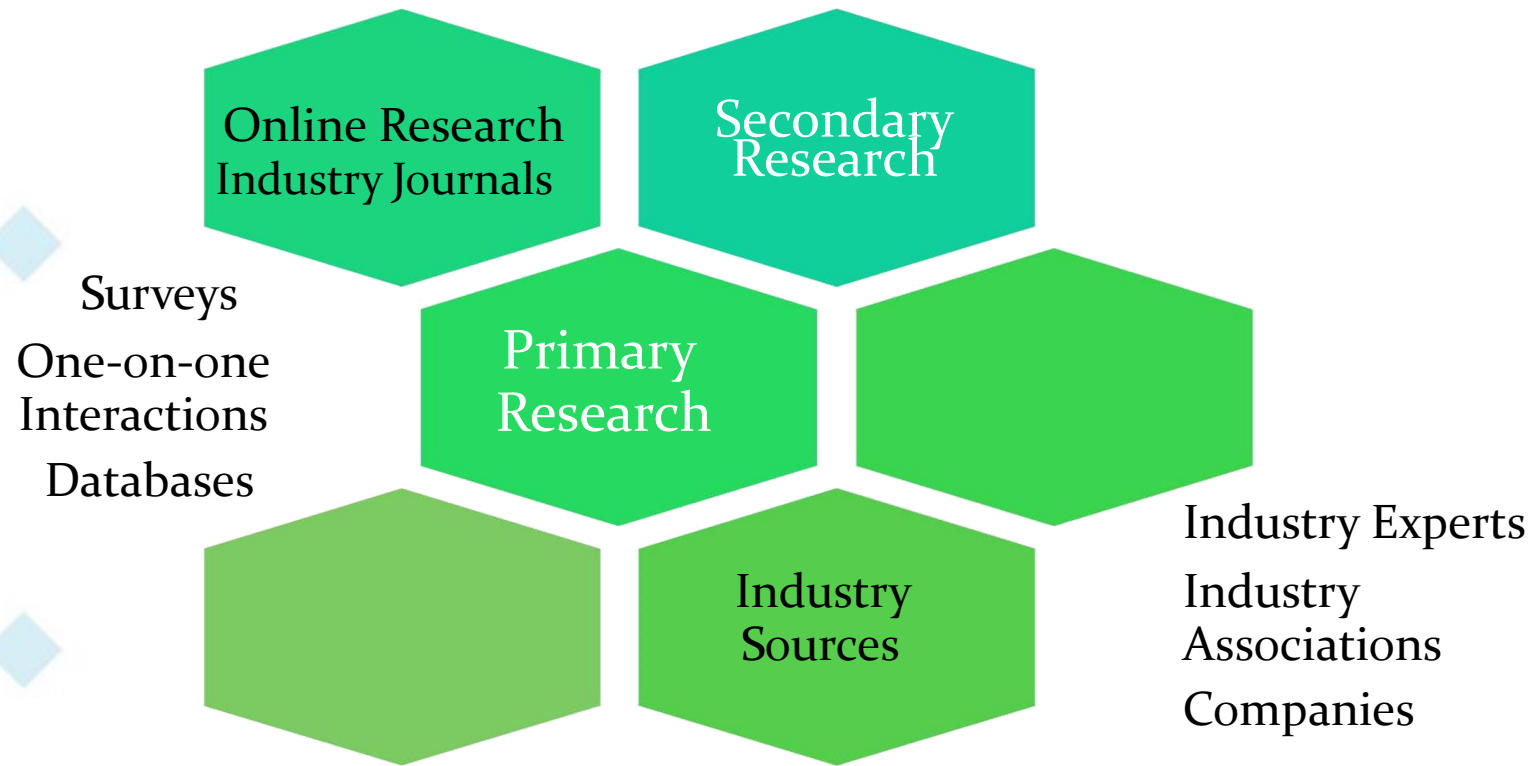 Online Research
Industry Journals
Secondary
Research
Surveys
One-on-one
Interactions
Databases
Primary
Research
Industry
Sources
Industry Experts
Industry
Associations
Companies